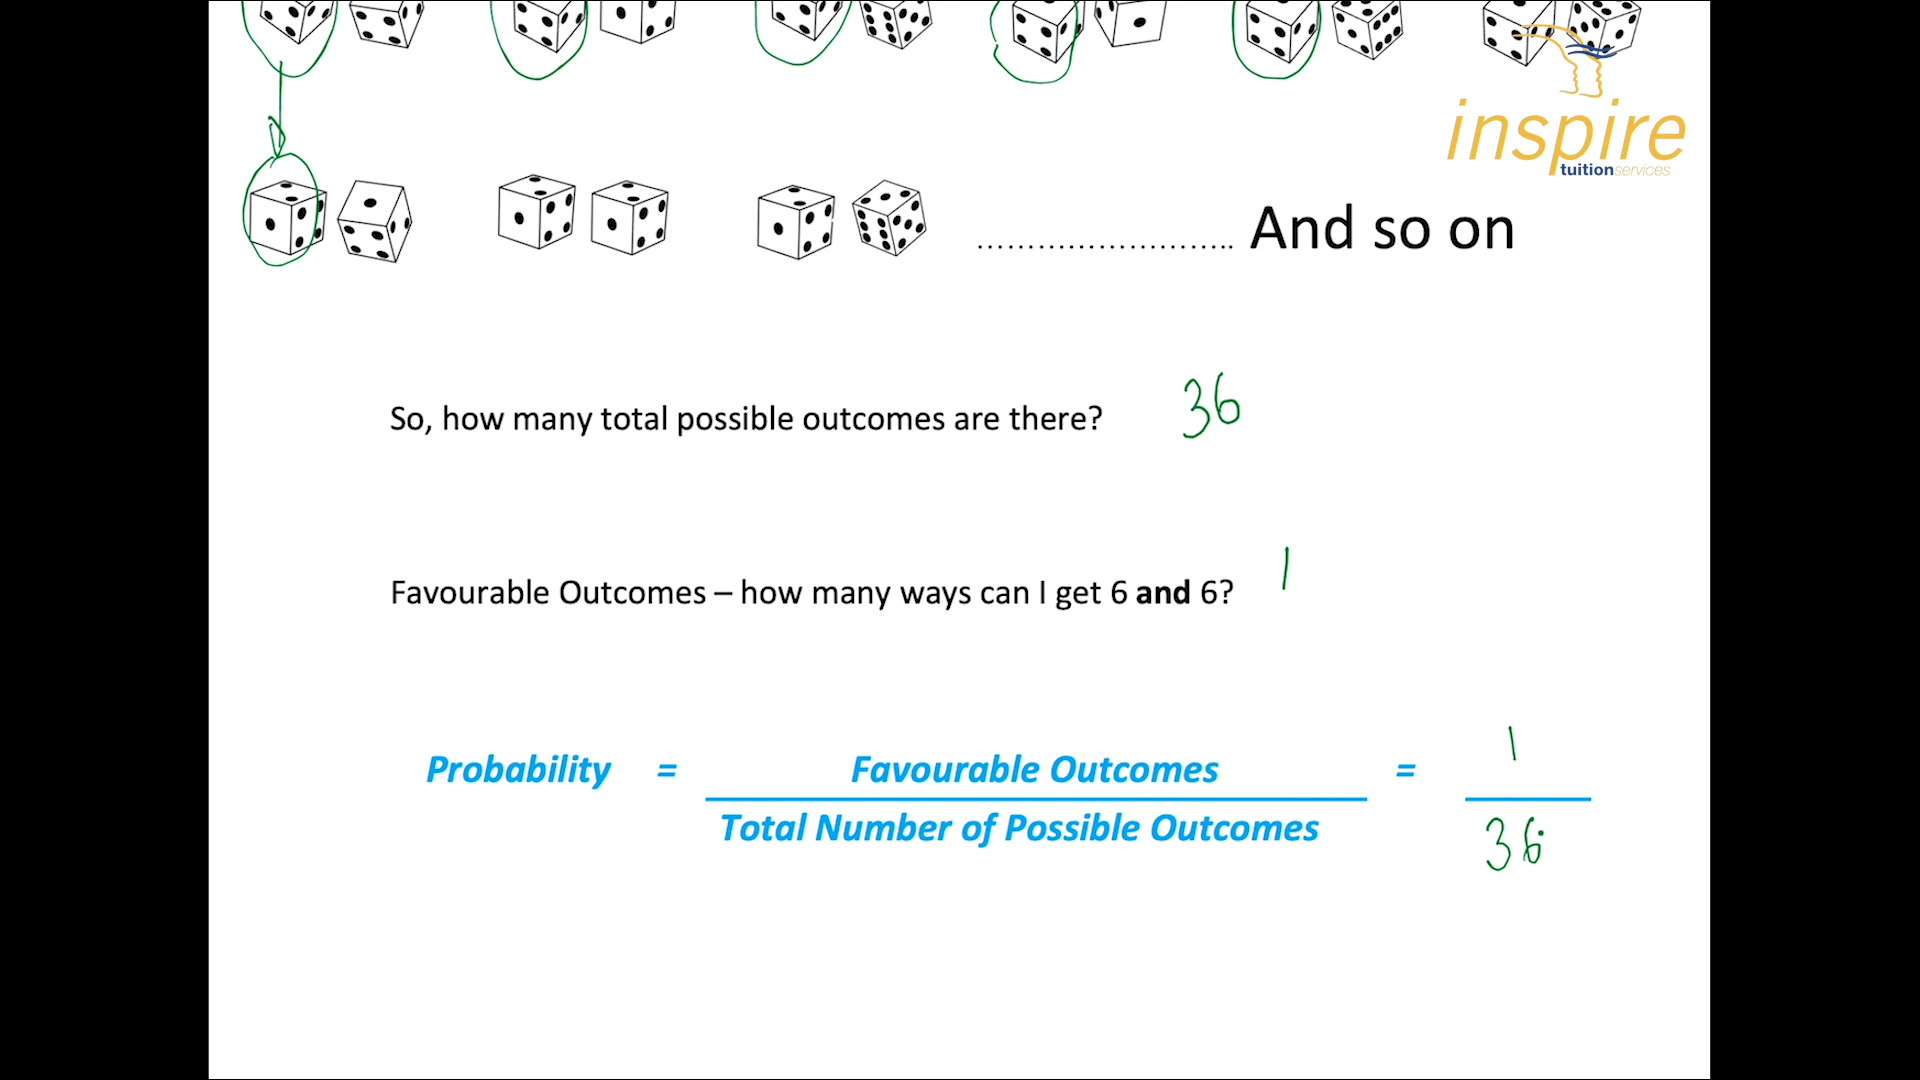 inspire
tuitionservices
........................ And so on
So, how many total possible outcomes are there? 36
Favourable Outcomes – how many ways can I get 6 and 6? 1
Probability = Favourable Outcomes = 1
Total Number of Possible Outcomes 36